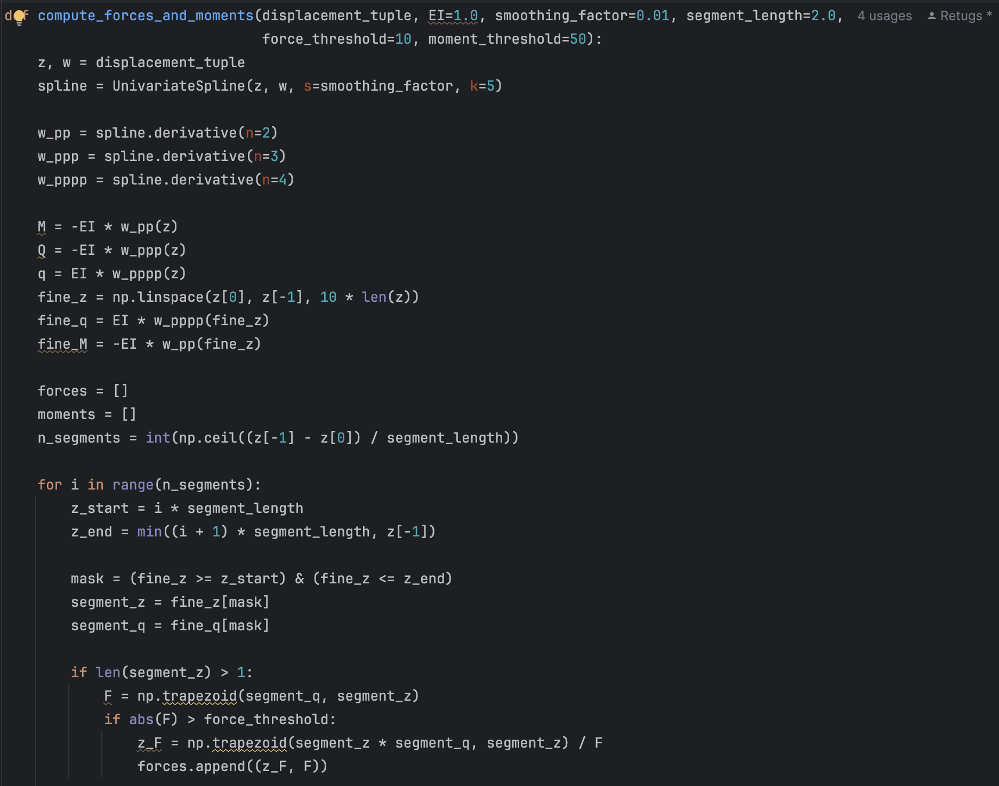 def compute_forces_and_moments(displacement_tuple, EI=1.0, smoothing_factor=0.01, segment_length=2.0, 4 usages Retugs *
force_threshold=10, moment_threshold=50):
z, w = displacement_tuple
spline = UnivariateSpline(z, w, s=smoothing_factor, k=5)
w_pp = spline.derivative(n=2)
w_ppp = spline.derivative(n=3)
w_pppp = spline.derivative(n=4)
M = -EI * w_pp(z)
Q = -EI * w_ppp(z)
q = EI * w_pppp(z)
fine_z = np.linspace(z[0], z[-1], 10 * len(z))
fine_q = EI * w_pppp(fine_z)
fine_M = -EI * w_pp(fine_z)
forces = []
moments = []
n_segments = int(np.ceil((z[-1] - z[0]) / segment_length))
for i in range(n_segments):
z_start = i * segment_length
z_end = min((i + 1) * segment_length, z[-1])
mask = (fine_z >= z_start) & (fine_z <= z_end)
segment_z = fine_z[mask]
segment_q = fine_q[mask]
if len(segment_z) > 1:
F = np.trapezoid(segment_q, segment_z)
if abs(F) > force_threshold:
z_F = np.trapezoid(segment_z * segment_q, segment_z) / F
forces.append((z_F, F))